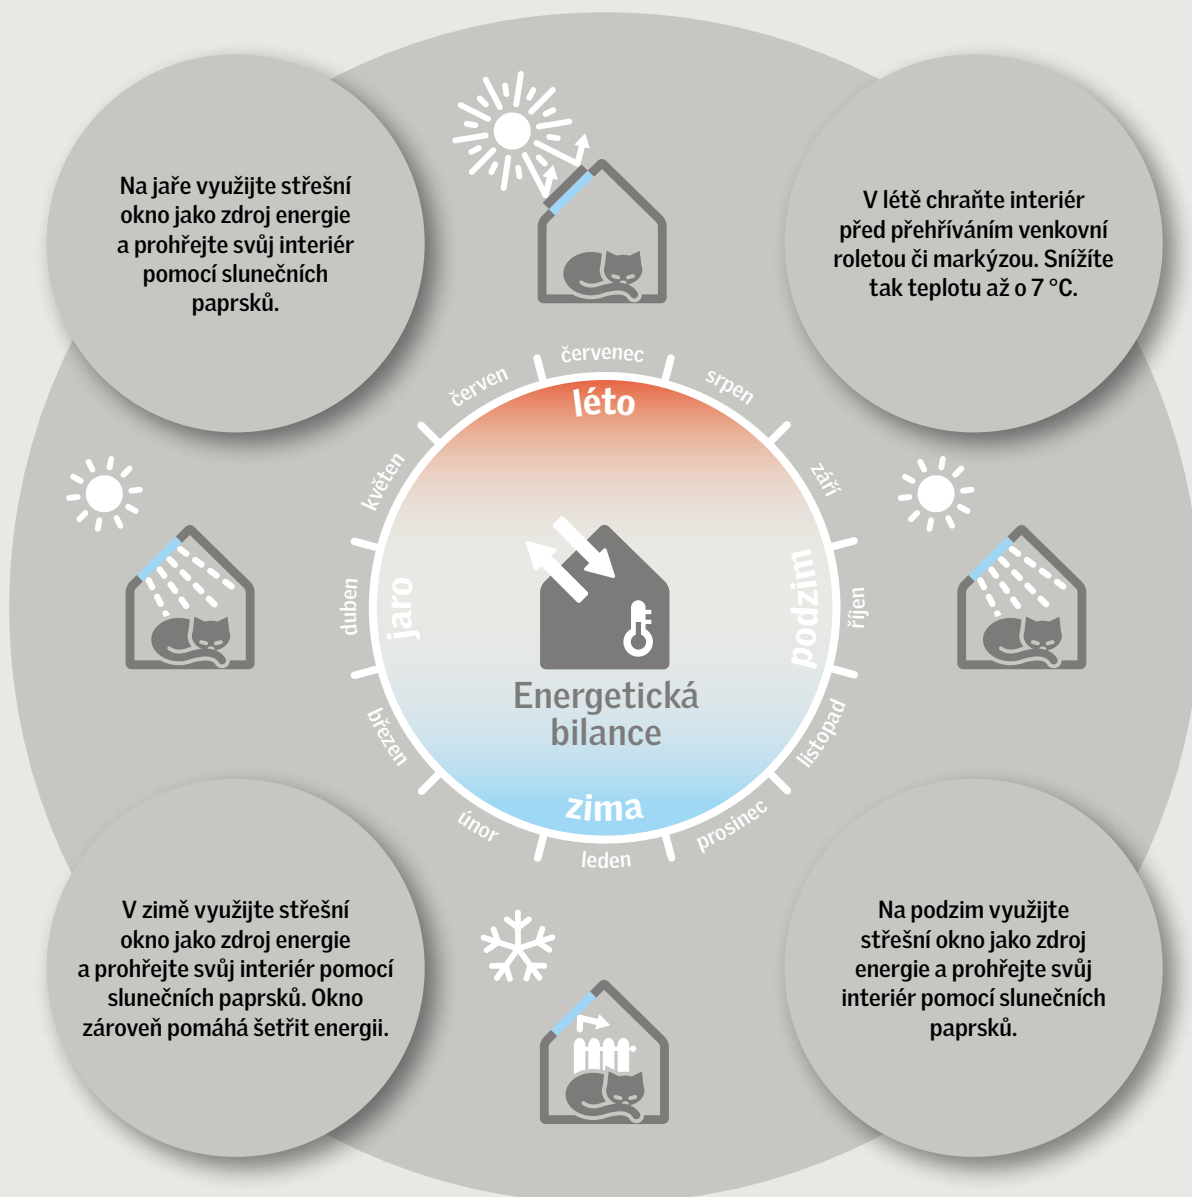 Na jaře využijte střešní
okno jako zdroj energie
a prohřejte svůj interiér
pomocí slunečních
paprsků.
V létě chraňte interiér
před přehříváním venkovní
roletou či markýzou. Snížíte
tak teplotu až o 7 °C.
červenec
červen
srpen
léto
květen
září
duben
jaro
podzim
říjen
Energetická
bilance
březen
listopad
zima
únor
prosinec
leden
V zimě využijte střešní
okno jako zdroj energie
a prohřejte svůj interiér pomocí
slunečních paprsků. Okno
zároveň pomáhá šetřit energii.
Na podzim využijte
střešní okno jako zdroj
energie a prohřejte svůj
interiér pomocí slunečních
paprsků.